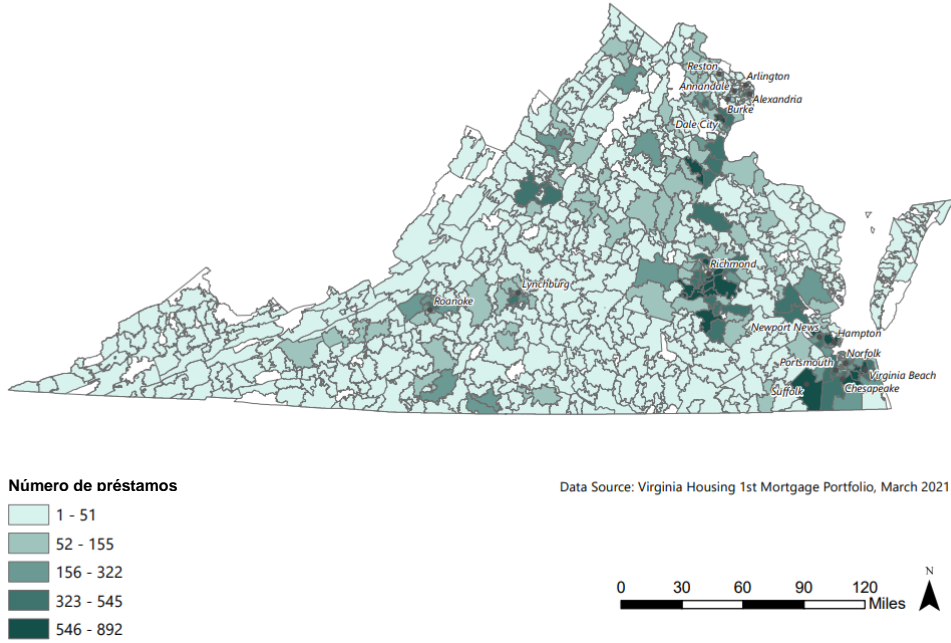 Reston
Arlington
Annandale
Alexandria
Burke
Dale City
Richmond
Lynchburg
Roanoke
Newport News
Hampton
Norfolk
Portsmouth
Virginia Beach
Suffolk
Chesapeake
Número de préstamos
Data Source: Virginia Housing 1st Mortgage Portfolio, March 2021
1 - 51
52 - 155
156 - 322
323 - 545
546 - 892
N
0 30 60 90 120
Miles